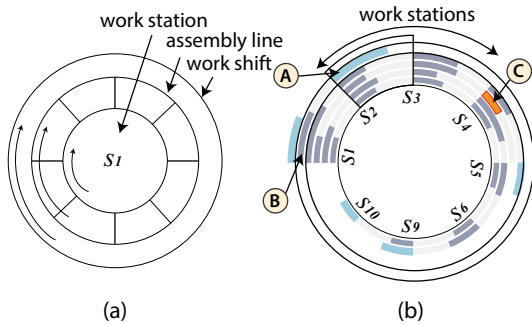 work station
assembly line
work shift
S1
(a)
work stations
A
B
C
S1
S2
S3
S4
S5
S6
S9
S10
(b)